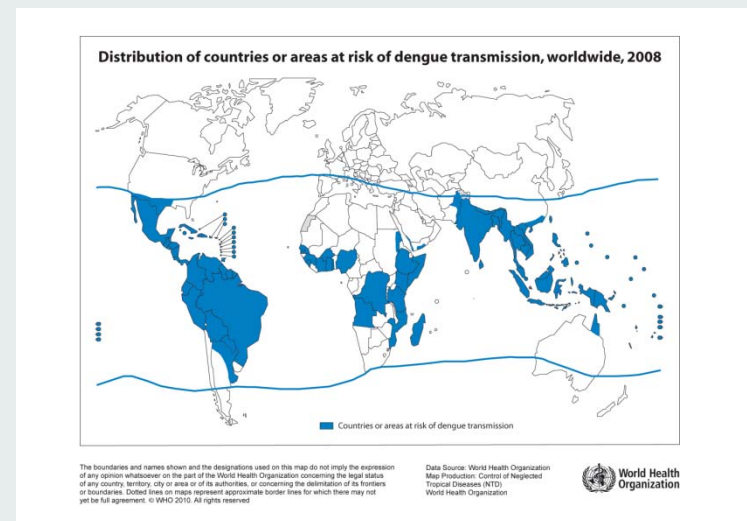 Distribution of countries or areas at risk of dengue transmission, worldwide, 2008
Countries or areas at risk of dengue transmission
The boundaries and names shown and the designations used on this map do not imply the expression
of any opinion whatsoever on the part of the World Health Organization concerning the legal status
of any country, territory, city or area or of its authorities, or concerning the delimitation of its frontiers
or boundaries. Dotted lines on maps represent approximate border lines for which there may not
yet be full agreement. © WHO 2010. All rights reserved
Data Source: World Health Organization
Map Production: Control of Neglected
Tropical Diseases (NTD)
World Health Organization
World Health
Organization